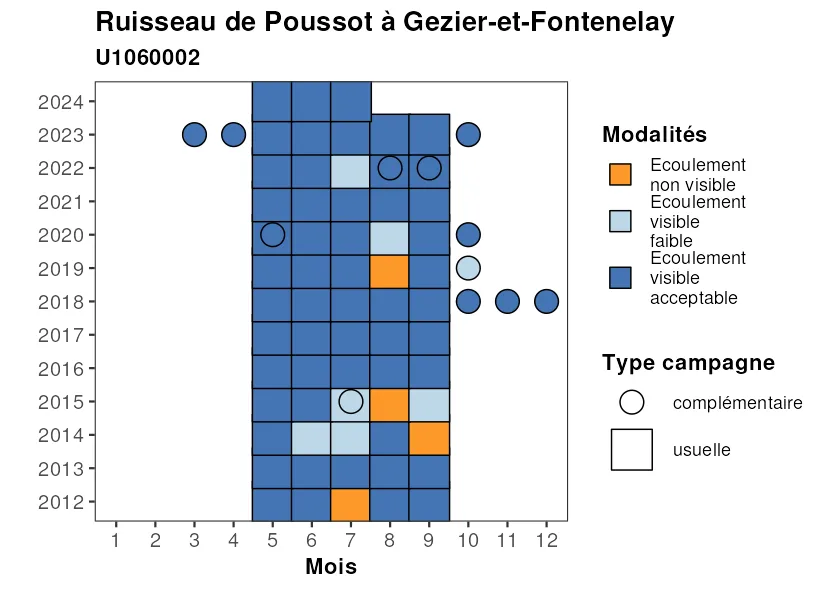 Ruisseau de Poussot à Gezier-et-Fontenelay
U1060002
2024
2023
2022
2021
2020
2019
2018
2017
2016
2015
2014
2013
2012
1 2 3 4 5 6 7 8 9 10 11 12
Mois
Modalités
Ecoulement
non visible
Ecoulement
visible
faible
Ecoulement
visible
acceptable
Type campagne
complémentaire
usuelle